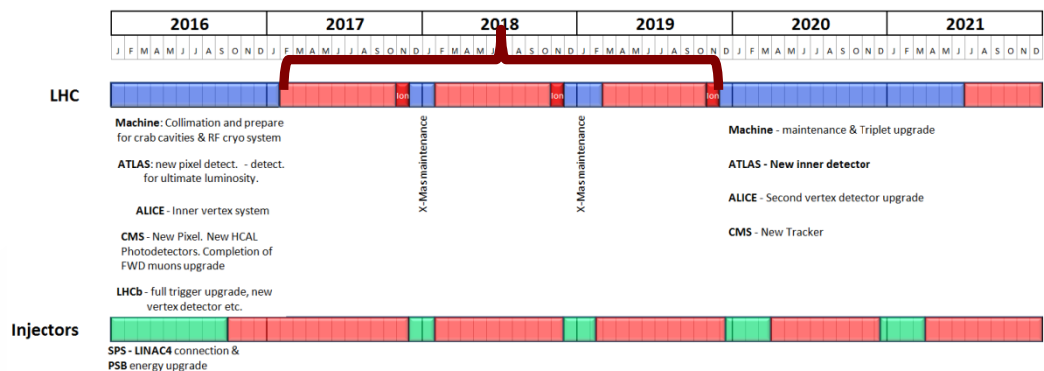 2016 2017 2018 2019 2020 2021
J F M A M J J A S O N D J F M A M J J A S O N D J F M A M J J A S O N D J F M A M J J A S O N D J F M A M J J A S O N D J F M A M J J A S O N D
LHC
Ion Ion Ion
Machine: Collimation and prepare
for crab cavities & RF cryo system
ATLAS: new pixel detect. - detect.
for ultimate luminosity.
ALICE - Inner vertex system
CMS - New Pixel. New HCAL
Photodetectors. Completion of
FWD muons upgrade
LHCb - full trigger upgrade, new
vertex detector etc.
X-Mas maintenance
X-Mas maintenance
Machine - maintenance & Triplet upgrade
ATLAS - New inner detector
ALICE - Second vertex detector upgrade
CMS - New Tracker
Injectors
SPS - LINAC4 connection &
PSB energy upgrade